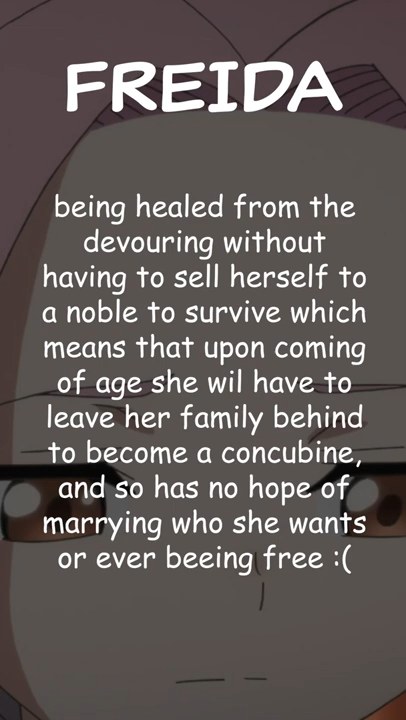 FREIDA
being healed from the
devouring without
having to sell herself to
a noble to survive which
means that upon coming
of age she wil have to
leave her family behind
to become a concubine,
and so has no hope of
marrying who she wants
or ever beeing free :(